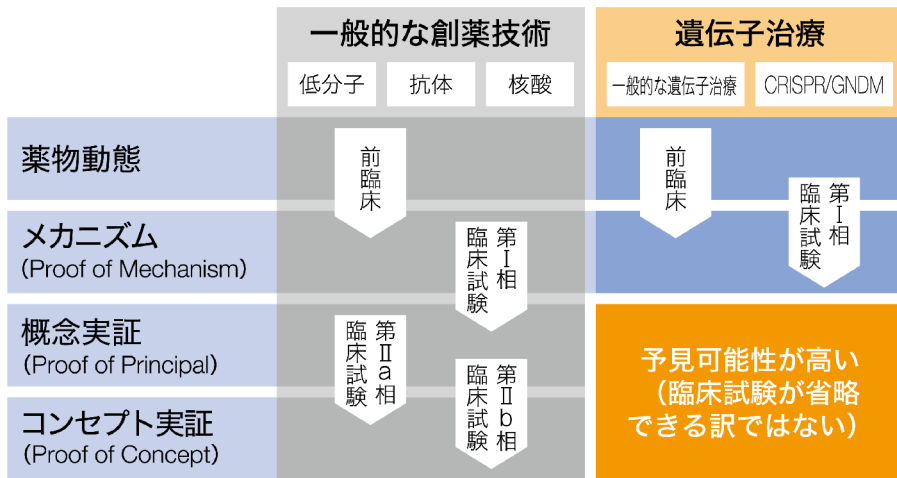 一般的な創薬技術
遺伝子治療
低分子
抗体
核酸
一般的な遺伝子治療
CRISPR/GNDM
薬物動態
前臨床
前臨床
メカニズム
(Proof of Mechanism)
第Ⅰ相
臨床試験
第Ⅰ相
臨床試験
概念実証
(Proof of Principal)
第Ⅱa相
臨床試験
第Ⅱb相
臨床試験
コンセプト実証
(Proof of Concept)
予見可能性が高い
（臨床試験が省略
できる訳ではない）